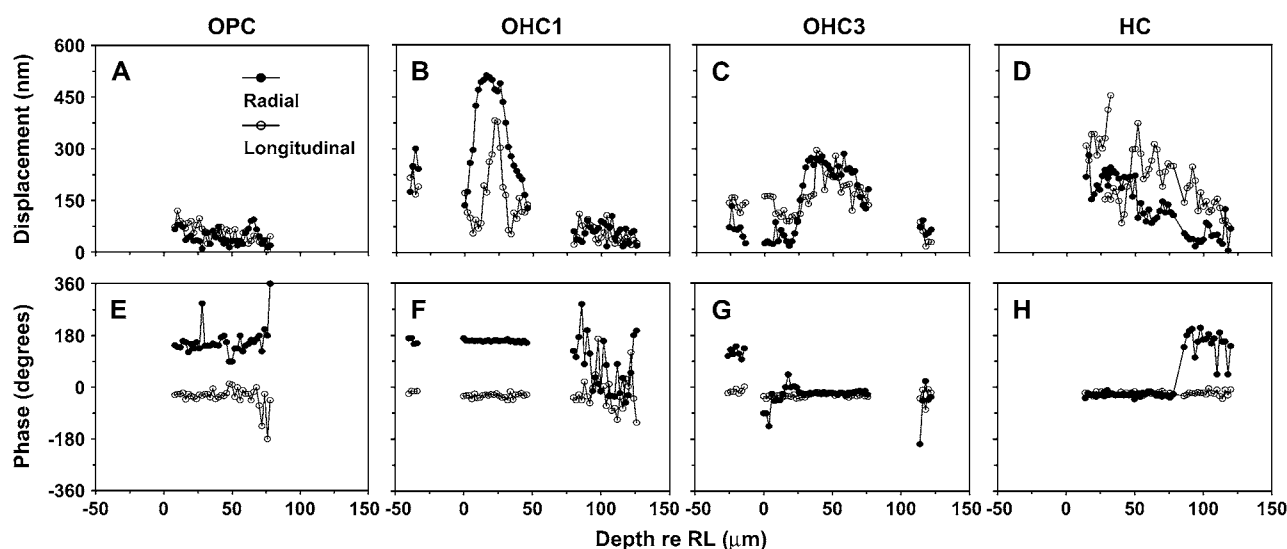 OPC OHC1 OHC3 HC
Displacement (nm)
600
450
300
150
0
A B C D
Radial
Longitudinal
Phase (degrees)
360
180
0
-180
-360
E F G H
-50 0 50 100 150 -50 0 50 100 150 -50 0 50 100 150 -50 0 50 100 150
Depth re RL (μm)